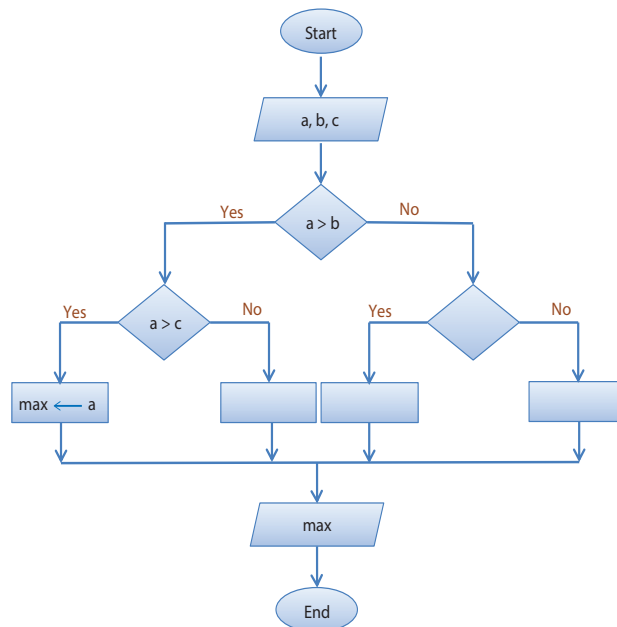 Start
a, b, c
Yes
No
a > b
Yes
No
Yes
No
a > c
max ← a
max
End